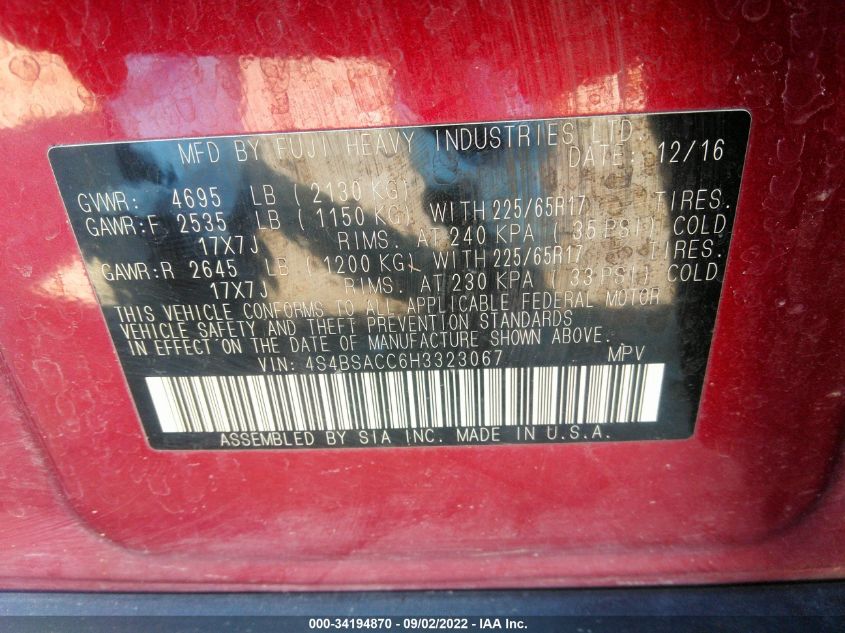 MFD BY FUJI HEAVY INDUSTRIES LTD.
DATE: 12/16
GVWR: 4695 LB ( 2130 KG)
GAWR:F 2535 LB ( 1150 KG) WITH 225/65R17 TIRES.
17X7J RIMS. AT 240 KPA ( 35 PSI) COLD
GAWR:R 2645 LB ( 1200 KG) WITH 225/65R17 TIRES.
17X7J RIMS. AT 230 KPA ( 33 PSI) COLD
THIS VEHICLE CONFORMS TO ALL APPLICABLE FEDERAL MOTOR
VEHICLE SAFETY AND THEFT PREVENTION STANDARDS
IN EFFECT ON THE DATE OF MANUFACTURE SHOWN ABOVE.
VIN: 4S4BSACC6H3323067 MPV
ASSEMBLED BY SIA INC. MADE IN U.S.A.
000-34194870 - 09/02/2022 - IAA Inc.